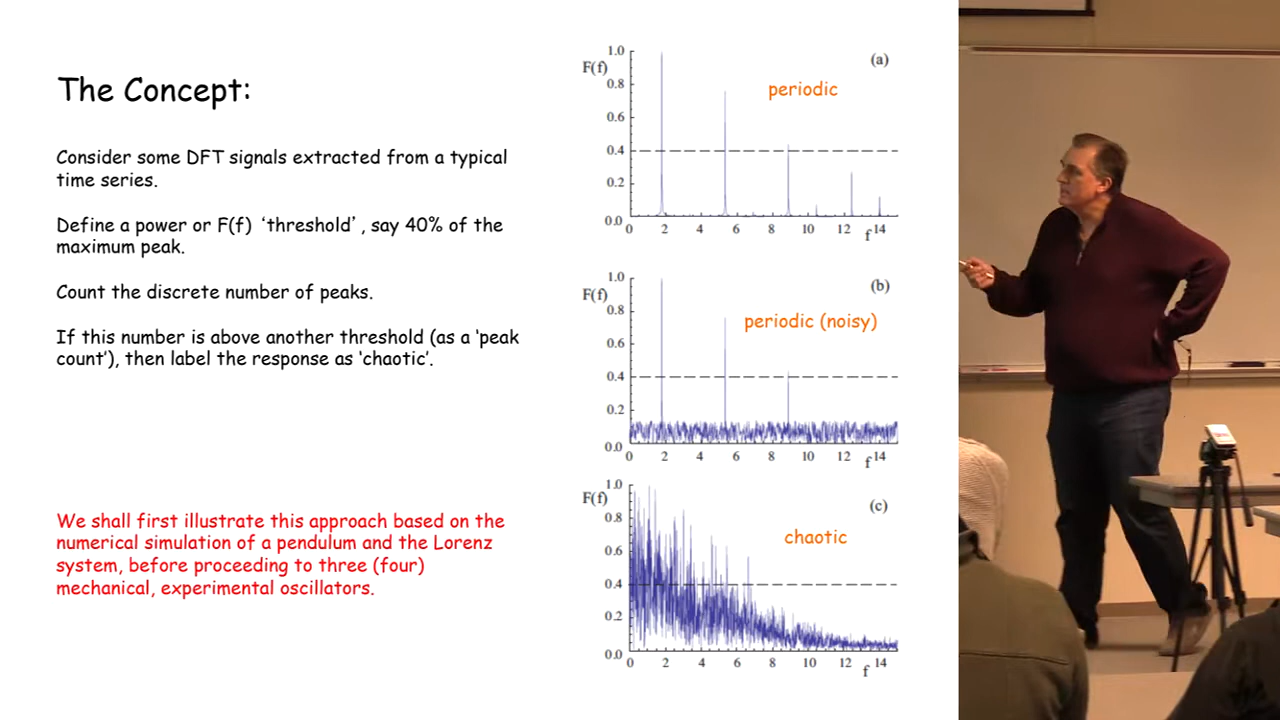 The Concept:
Consider some DFT signals extracted from a typical
time series.
Define a power or F(f) ‘threshold’ , say 40% of the
maximum peak.
Count the discrete number of peaks.
If this number is above another threshold (as a ‘peak
count’), then label the response as ‘chaotic’.
We shall first illustrate this approach based on the
numerical simulation of a pendulum and the Lorenz
system, before proceeding to three (four)
mechanical, experimental oscillators.
(a)
periodic
F(f)
1.0
0.8
0.6
0.4
0.2
0.0
0 2 4 6 8 10 12 14
f
(b)
periodic (noisy)
F(f)
1.0
0.8
0.6
0.4
0.2
0.0
0 2 4 6 8 10 12 14
f
(c)
chaotic
F(f)
1.0
0.8
0.6
0.4
0.2
0.0
0 2 4 6 8 10 12 14
f